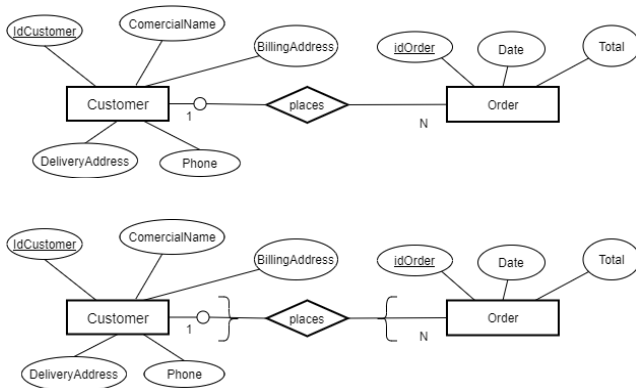 ComercialName
IdCustomer
BillingAddress
idOrder
Date
Total
Customer
places
Order
1
N
DeliveryAddress
Phone
ComercialName
IdCustomer
BillingAddress
idOrder
Date
Total
Customer
places
Order
1
N
DeliveryAddress
Phone